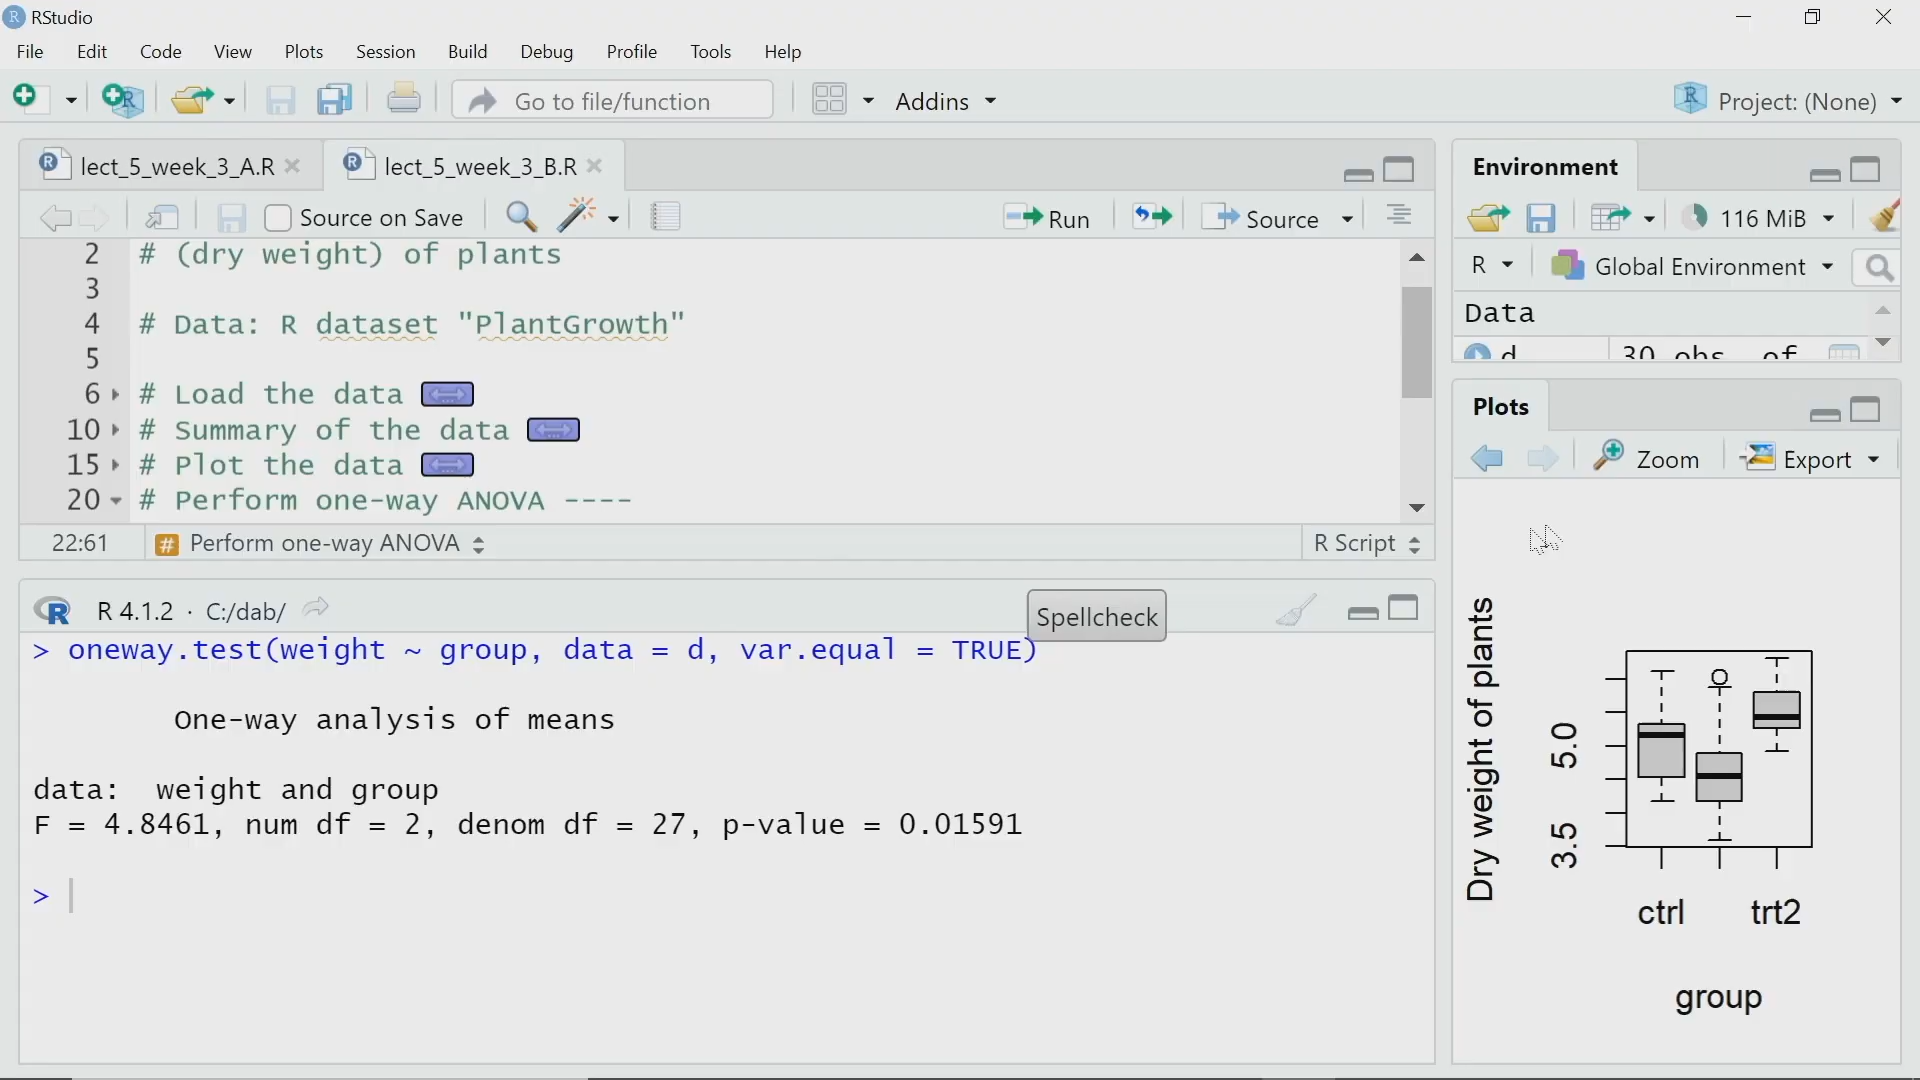 RStudio
File Edit Code View Plots Session Build Debug Profile Tools Help
Go to file/function Addins Project: (None)
lect_5_week_3_A.R lect_5_week_3_B.R
Source on Save Run Source
2 # (dry weight) of plants
3
4 # Data: R dataset "PlantGrowth"
5
6 # Load the data
10 # Summary of the data
15 # Plot the data
20 # Perform one-way ANOVA ----
22:61 # Perform one-way ANOVA R Script
R 4.1.2 · C:/dab/ Spellcheck
> oneway.test(weight ~ group, data = d, var.equal = TRUE)
One-way analysis of means
data: weight and group
F = 4.8461, num df = 2, denom df = 27, p-value = 0.01591
>
Environment
116 MiB
R Global Environment
Data
d 30 obs. of
Plots
Zoom Export
Dry weight of plants
5.0
3.5
ctrl trt2
group